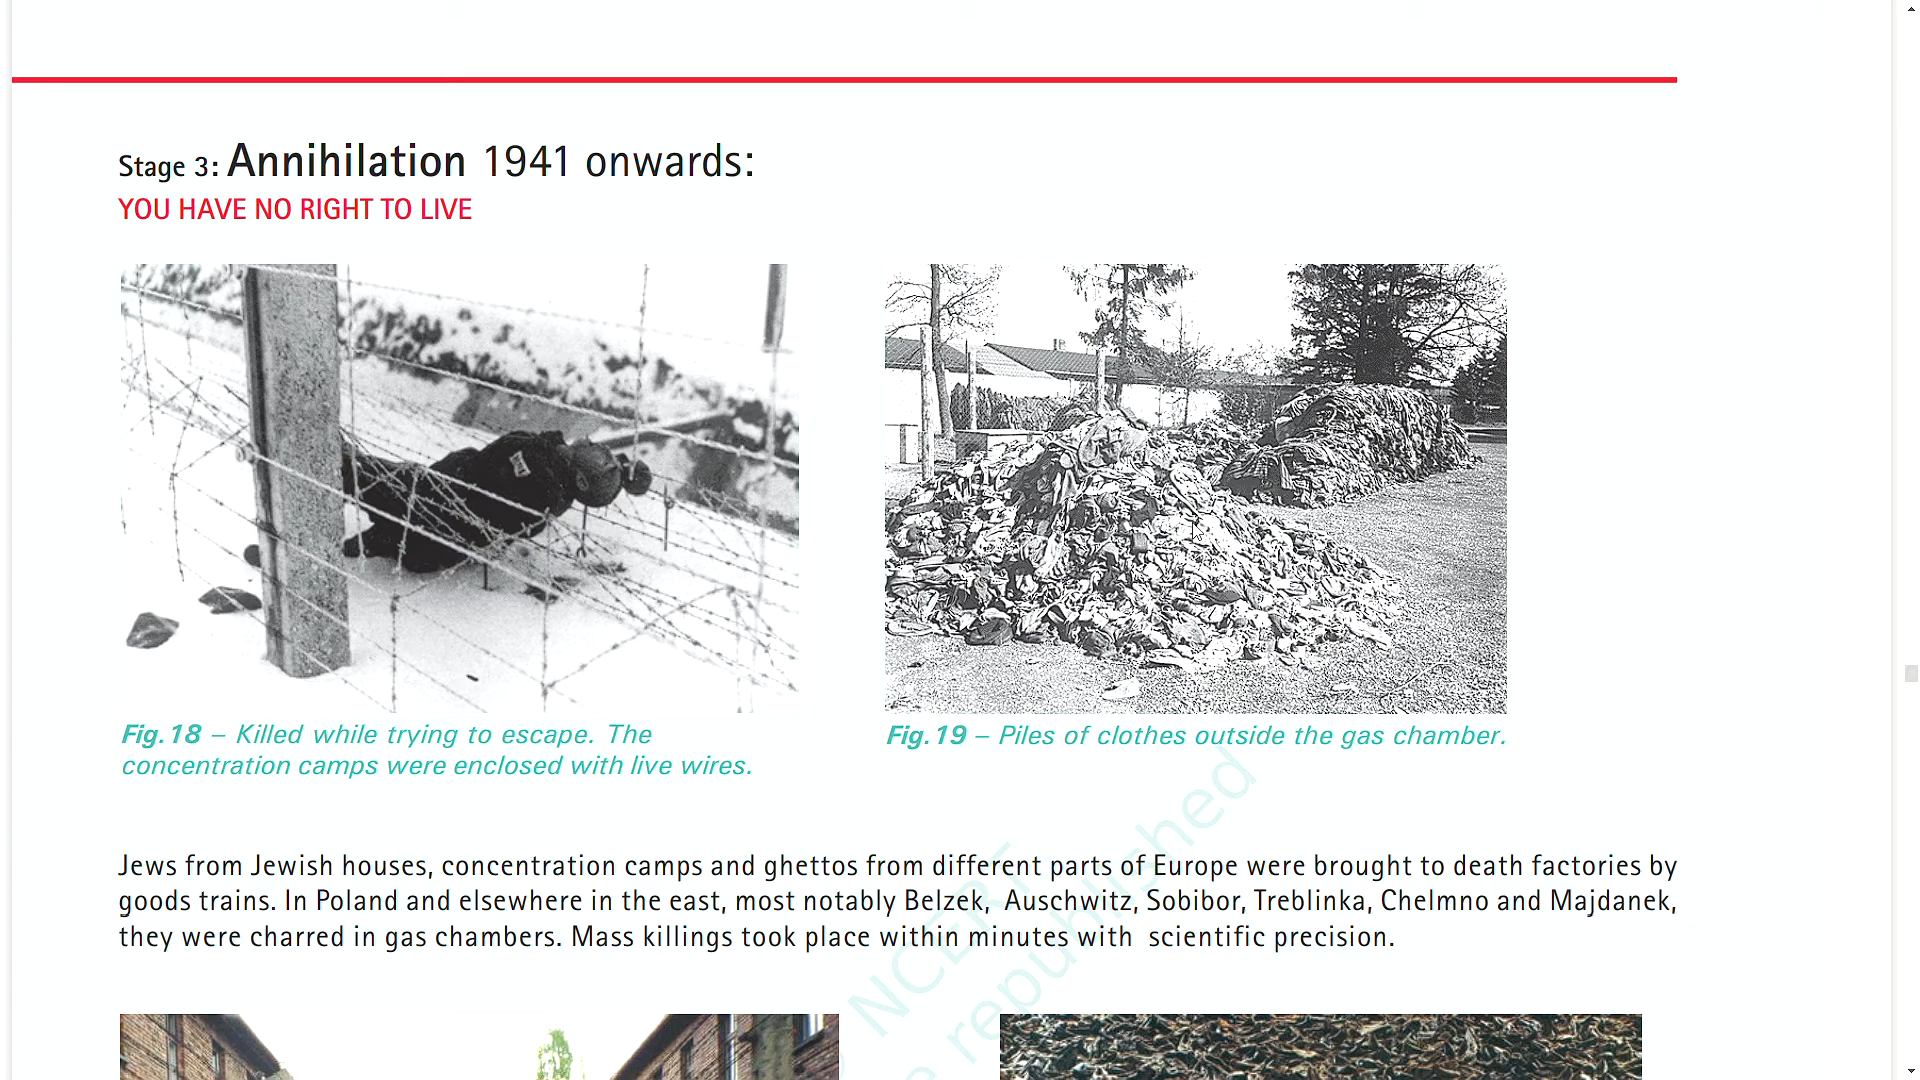 Stage 3: Annihilation 1941 onwards:
YOU HAVE NO RIGHT TO LIVE
Fig.18 – Killed while trying to escape. The
concentration camps were enclosed with live wires.
Fig.19 – Piles of clothes outside the gas chamber.
Jews from Jewish houses, concentration camps and ghettos from different parts of Europe were brought to death factories by
goods trains. In Poland and elsewhere in the east, most notably Belzek, Auschwitz, Sobibor, Treblinka, Chelmno and Majdanek,
they were charred in gas chambers. Mass killings took place within minutes with scientific precision.
© NCERT
republished